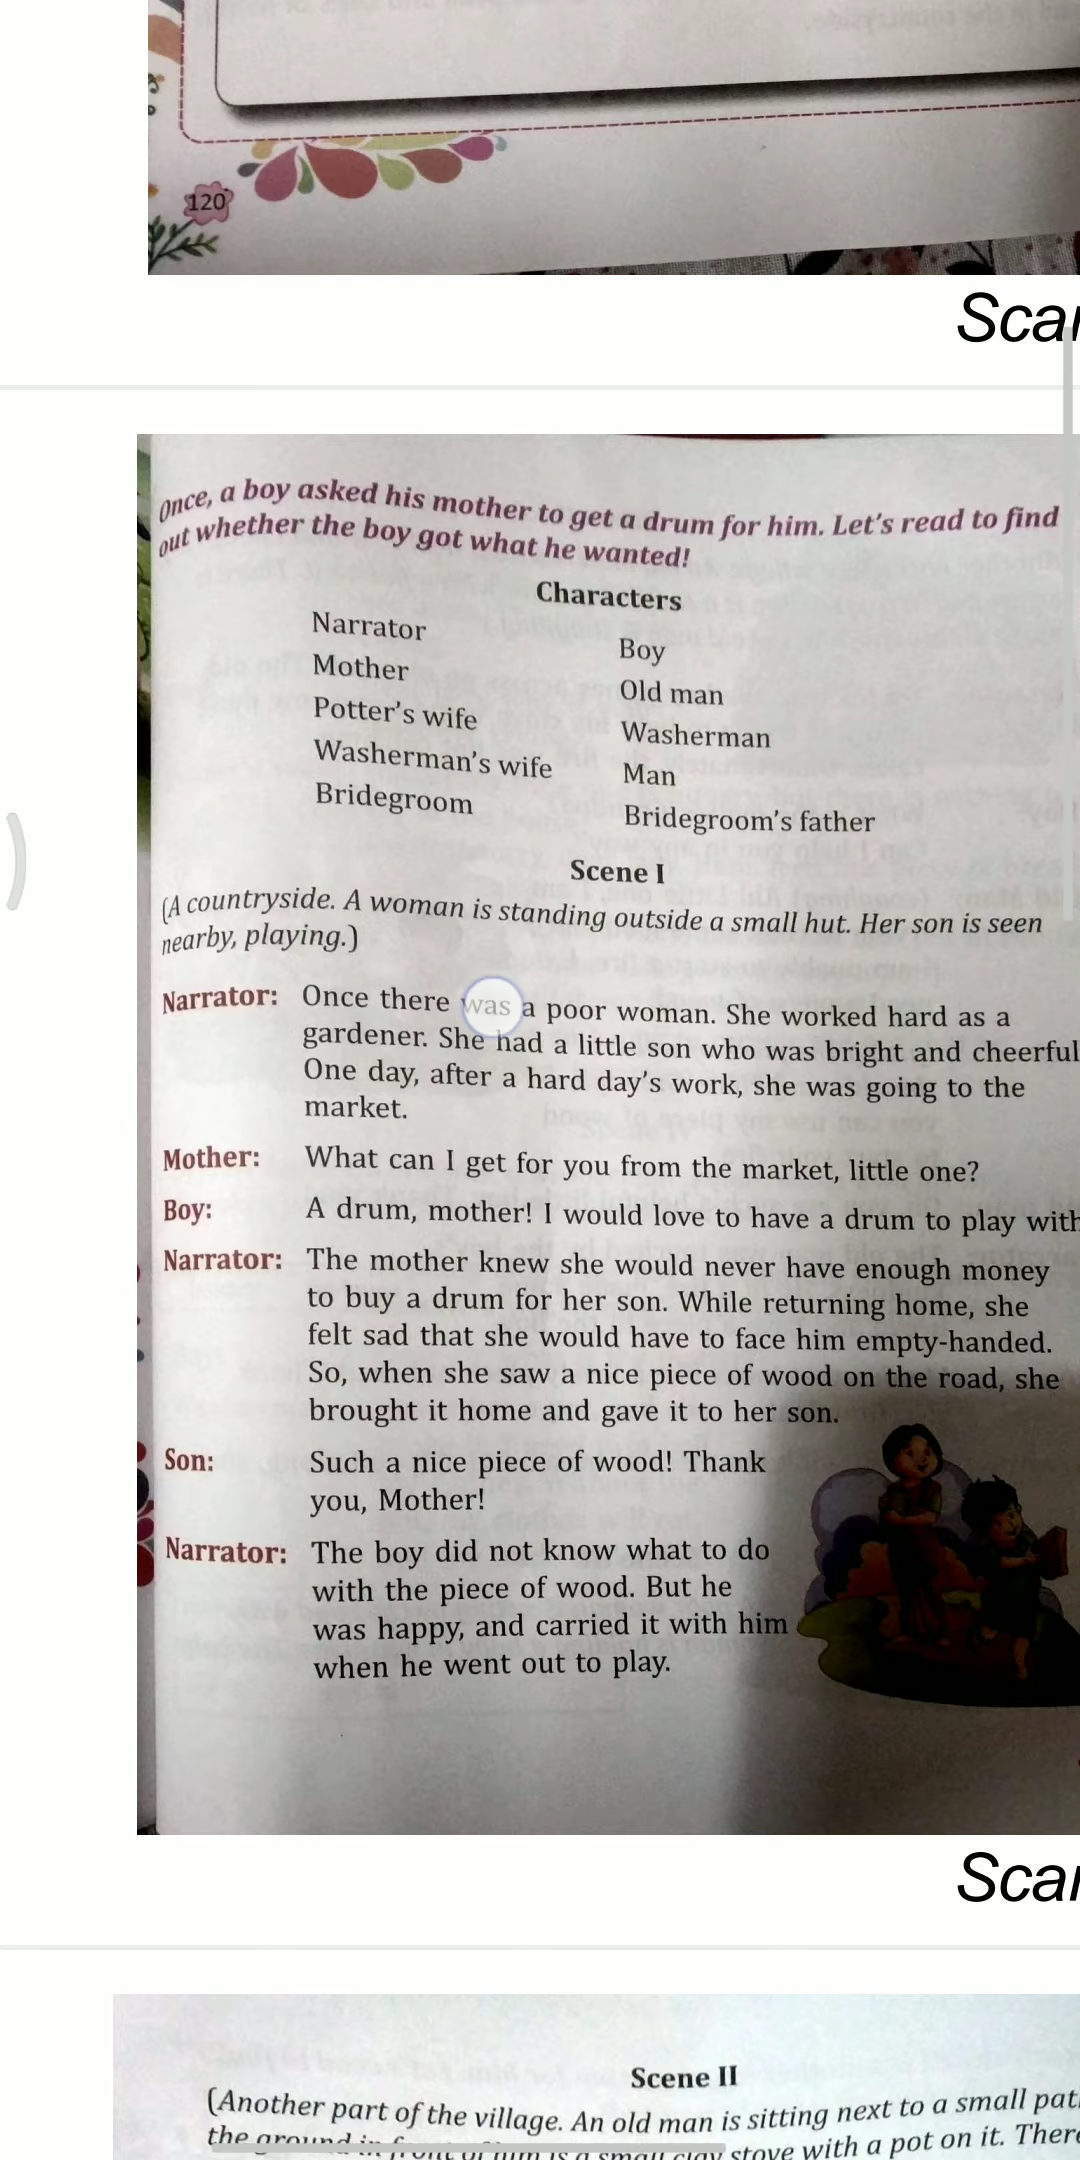 120
Once, a boy asked his mother to get a drum for him. Let's read to find
out whether the boy got what he wanted!
Characters
Narrator
Boy
Mother
Old man
Potter's wife
Washerman
Washerman's wife
Man
Bridegroom
Bridegroom's father
Scene I
(A countryside. A woman is standing outside a small hut. Her son is seen
nearby, playing.)
Narrator: Once there was a poor woman. She worked hard as a
gardener. She had a little son who was bright and cheerful
One day, after a hard day's work, she was going to the
market.
Mother: What can I get for you from the market, little one?
Boy: A drum, mother! I would love to have a drum to play with
Narrator: The mother knew she would never have enough money
to buy a drum for her son. While returning home, she
felt sad that she would have to face him empty-handed.
So, when she saw a nice piece of wood on the road, she
brought it home and gave it to her son.
Son: Such a nice piece of wood! Thank
you, Mother!
Narrator: The boy did not know what to do
with the piece of wood. But he
was happy, and carried it with him
when he went out to play.
Scene II
(Another part of the village. An old man is sitting next to a small
the ground in front of him is a small clay stove with a pot on it.